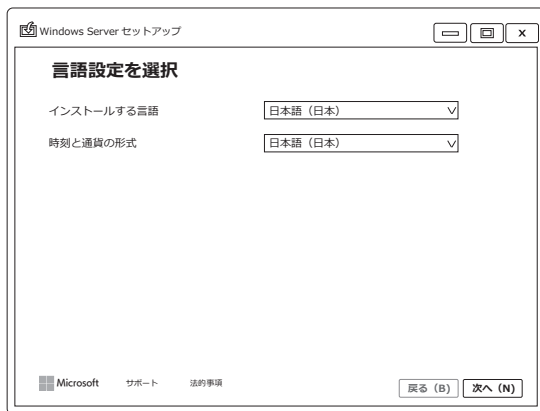 Windows Server セットアップ
言語設定を選択
インストールする言語 日本語（日本）
時刻と通貨の形式 日本語（日本）
Microsoft サポート 法的事項 戻る（B） 次へ（N）